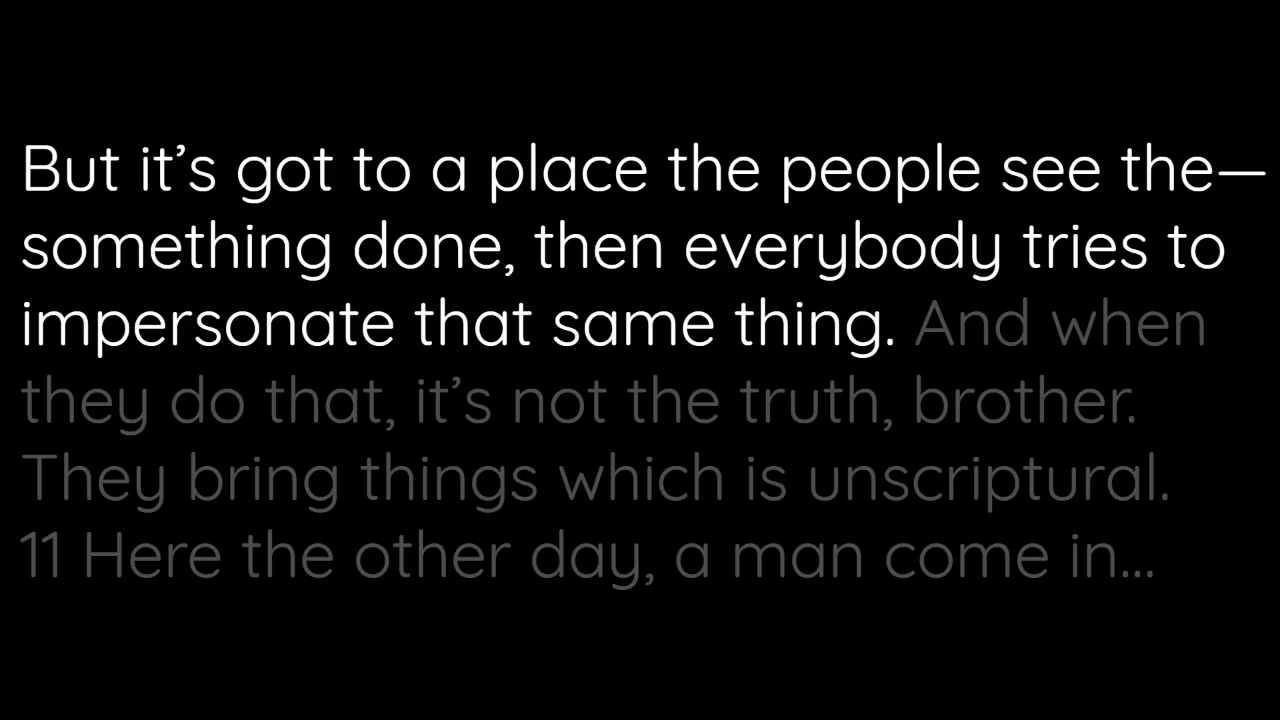 But it’s got to a place the people see the—
something done, then everybody tries to
impersonate that same thing. And when
they do that, it’s not the truth, brother.
They bring things which is unscriptural.
11 Here the other day, a man come in...